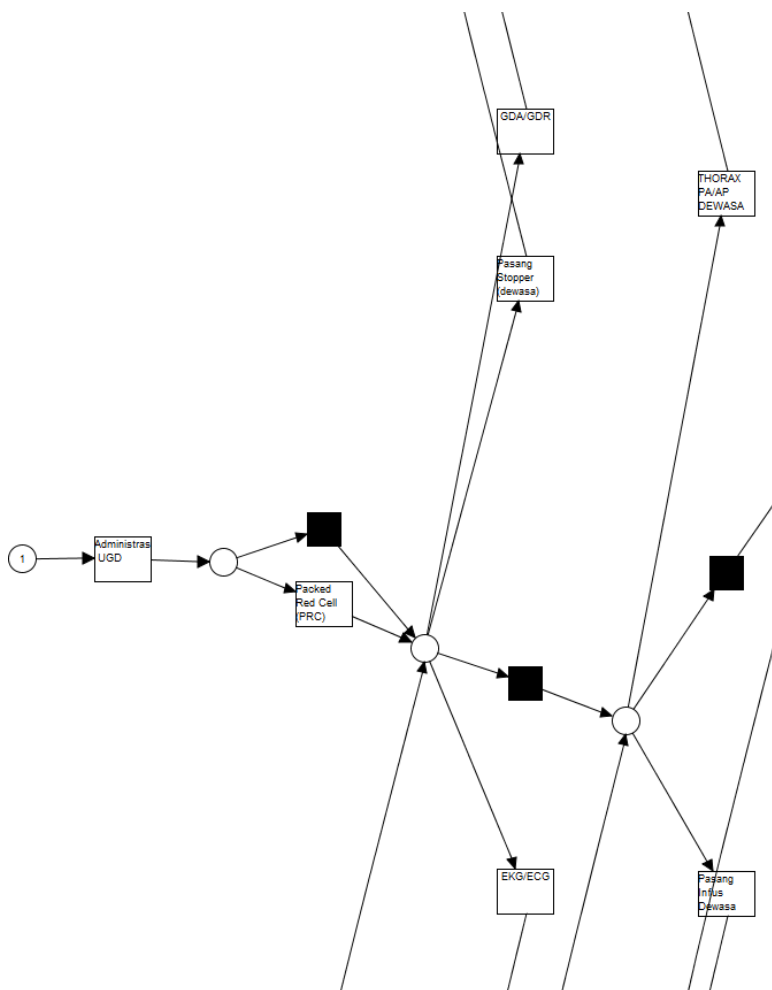 GDA/GDR
THORAX
PA/AP
DEWASA
Pasang
Stopper
(dewasa)
1
Administras
UGD
Packed
Red Cell
(PRC)
EKG/ECG
Pasang
Infus
Dewasa